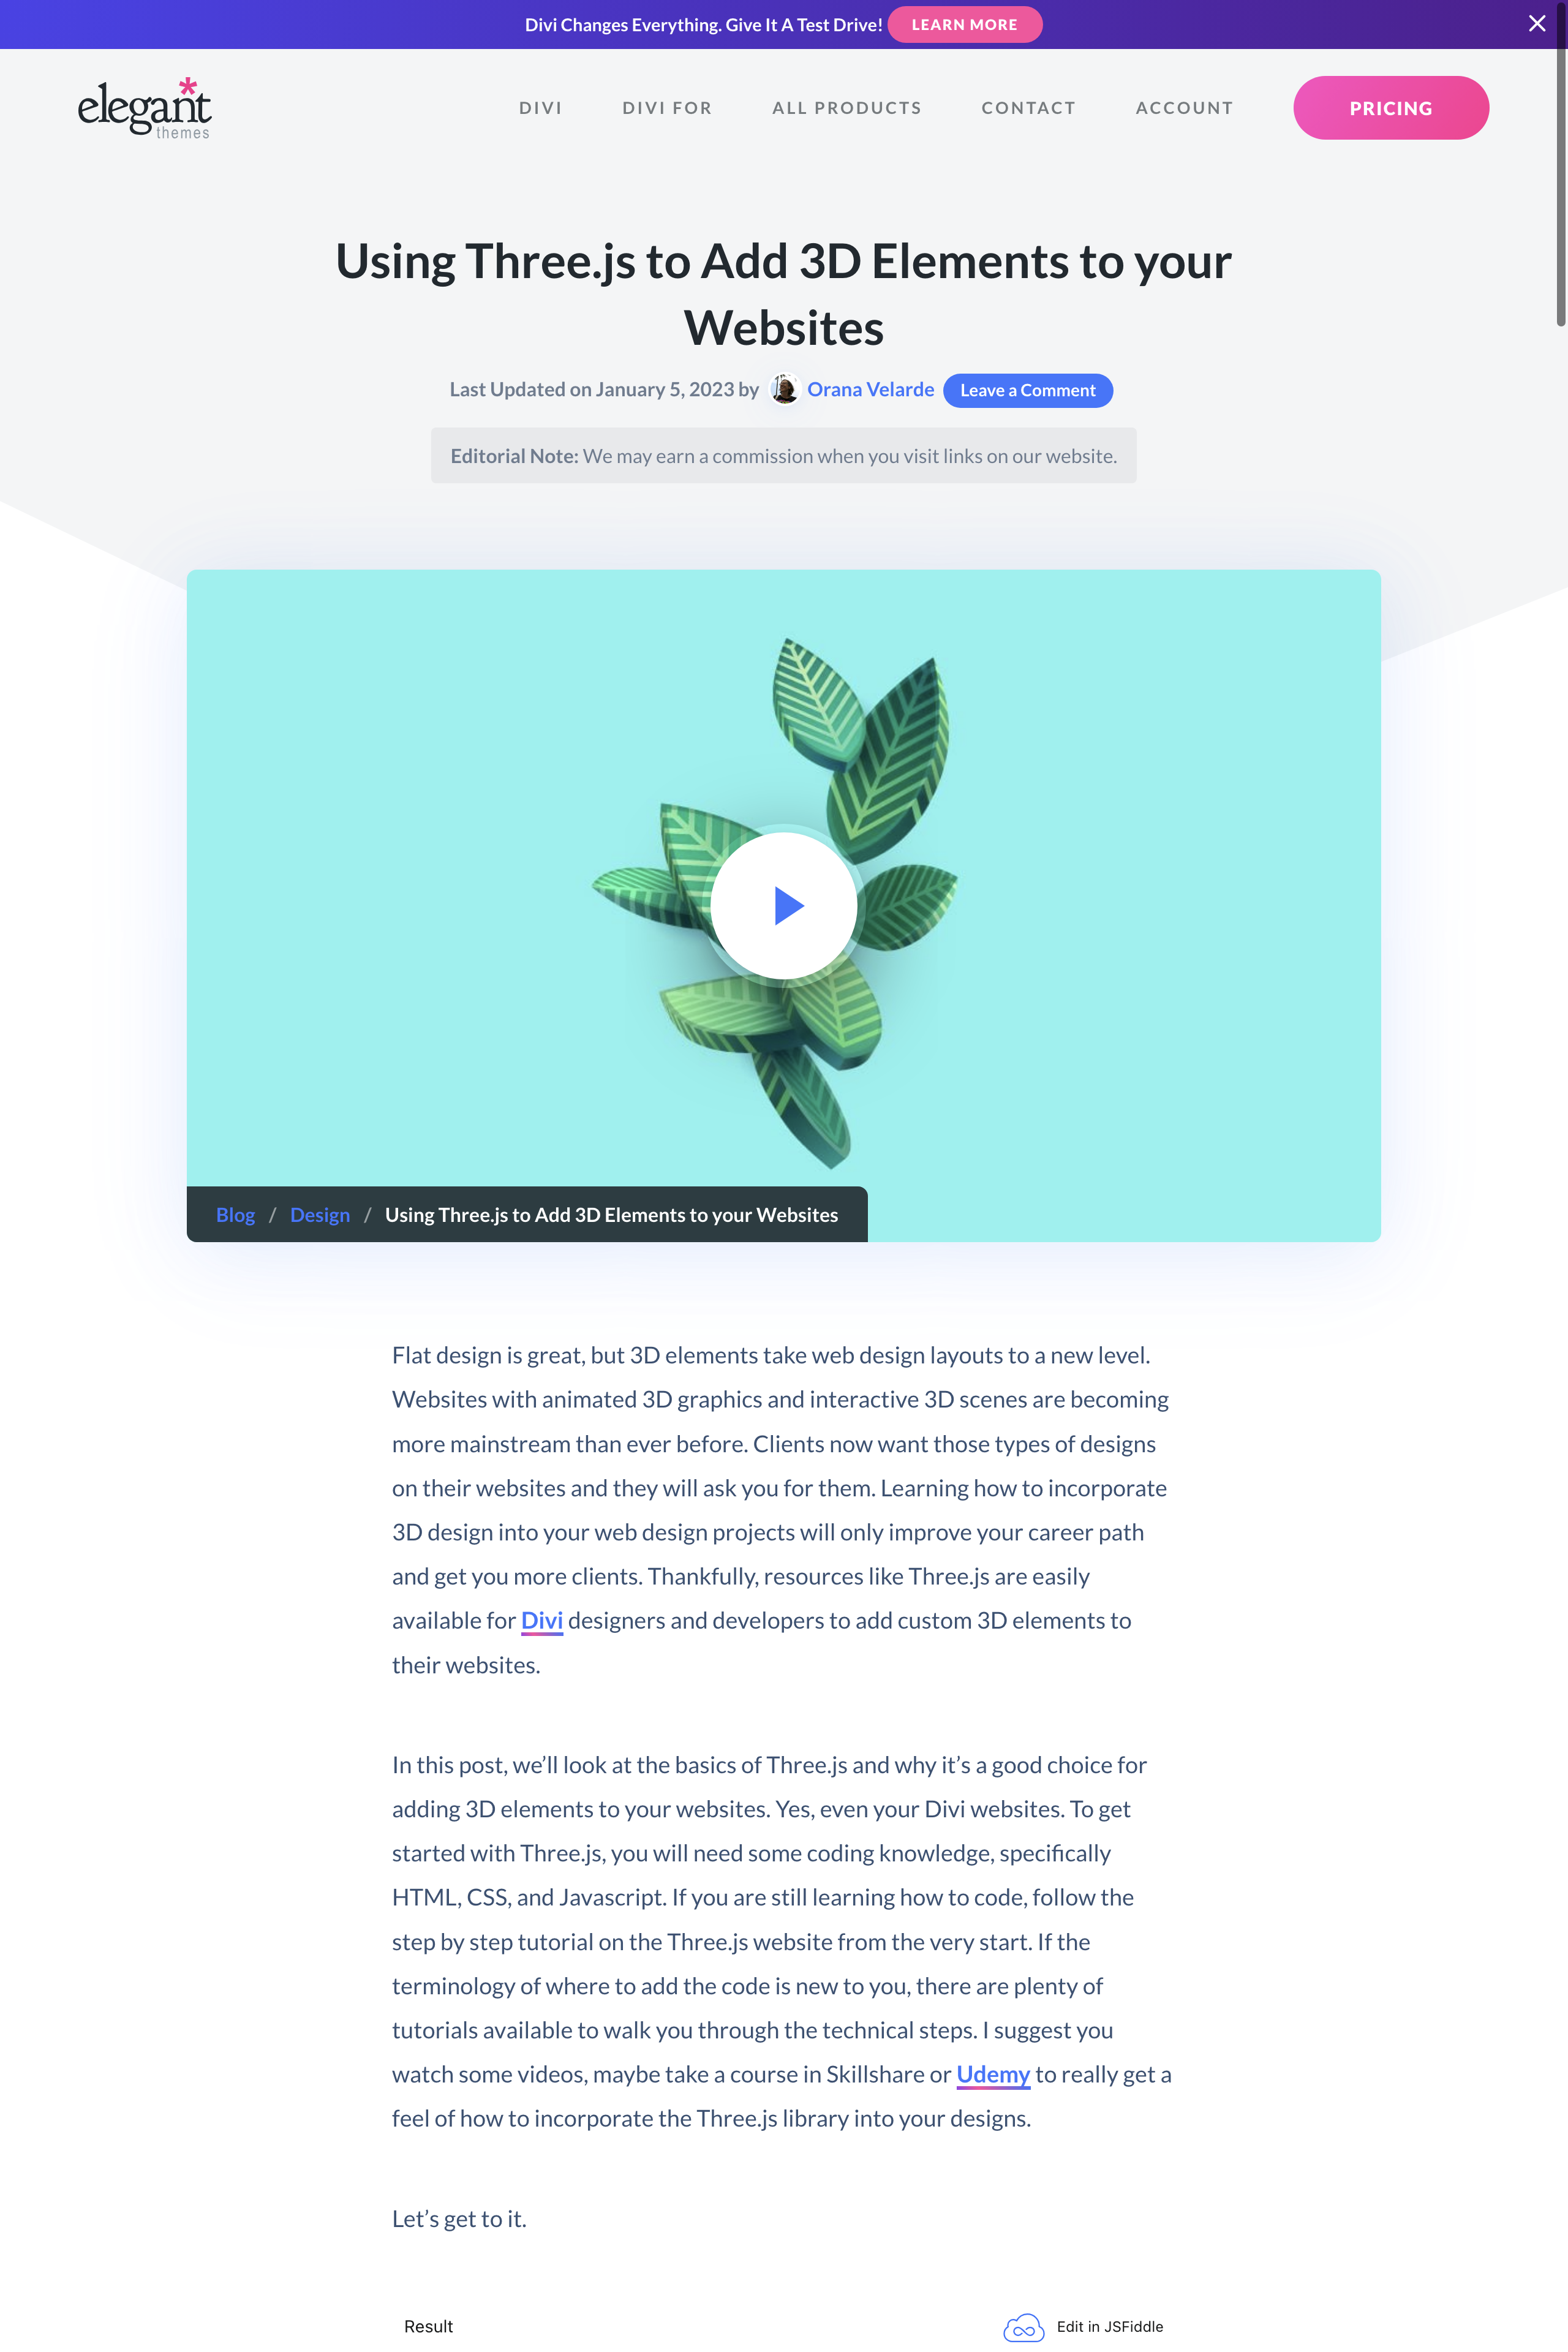 Divi Changes Everything. Give It A Test Drive! LEARN MORE
elegant
themes
DIVI DIVI FOR ALL PRODUCTS CONTACT ACCOUNT PRICING
Using Three.js to Add 3D Elements to your
Websites
Last Updated on January 5, 2023 by Orana Velarde Leave a Comment
Editorial Note: We may earn a commission when you visit links on our website.
Blog / Design / Using Three.js to Add 3D Elements to your Websites
Flat design is great, but 3D elements take web design layouts to a new level.
Websites with animated 3D graphics and interactive 3D scenes are becoming
more mainstream than ever before. Clients now want those types of designs
on their websites and they will ask you for them. Learning how to incorporate
3D design into your web design projects will only improve your career path
and get you more clients. Thankfully, resources like Three.js are easily
available for Divi designers and developers to add custom 3D elements to
their websites.
In this post, we’ll look at the basics of Three.js and why it’s a good choice for
adding 3D elements to your websites. Yes, even your Divi websites. To get
started with Three.js, you will need some coding knowledge, specifically
HTML, CSS, and Javascript. If you are still learning how to code, follow the
step by step tutorial on the Three.js website from the very start. If the
terminology of where to add the code is new to you, there are plenty of
tutorials available to walk you through the technical steps. I suggest you
watch some videos, maybe take a course in Skillshare or Udemy to really get a
feel of how to incorporate the Three.js library into your designs.
Let’s get to it.
Result Edit in JSFiddle